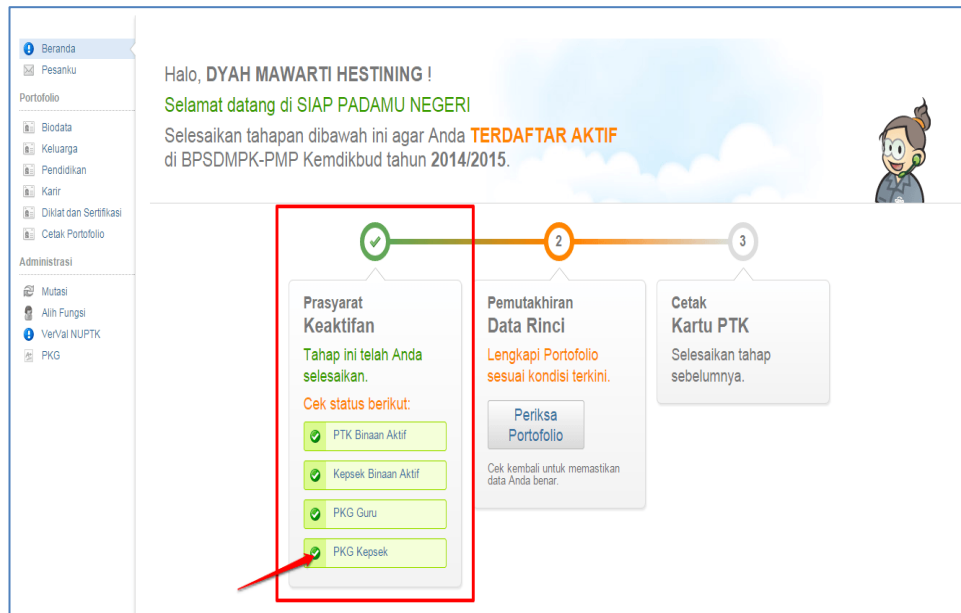 Beranda
Pesanku
Portofolio
Biodata
Keluarga
Pendidikan
Karir
Diklat dan Sertifikasi
Cetak Portofolio
Administrasi
Mutasi
Alih Fungsi
VerVal NUPTK
PKG
Halo, DYAH MAWARTI HESTINING !
Selamat datang di SIAP PADAMU NEGERI
Selesaikan tahapan dibawah ini agar Anda TERDAFTAR AKTIF
di BPSDMPK-PMP Kemdikbud tahun 2014/2015.
Prasyarat
Keaktifan
Tahap ini telah Anda
selesaikan.
Cek status berikut:
PTK Binaan Aktif
Kepsek Binaan Aktif
PKG Guru
PKG Kepsek
2
Pemutakhiran
Data Rinci
Lengkapi Portofolio
sesuai kondisi terkini.
Periksa
Portofolio
Cek kembali untuk memastikan
data Anda benar.
3
Cetak
Kartu PTK
Selesaikan tahap
sebelumnya.